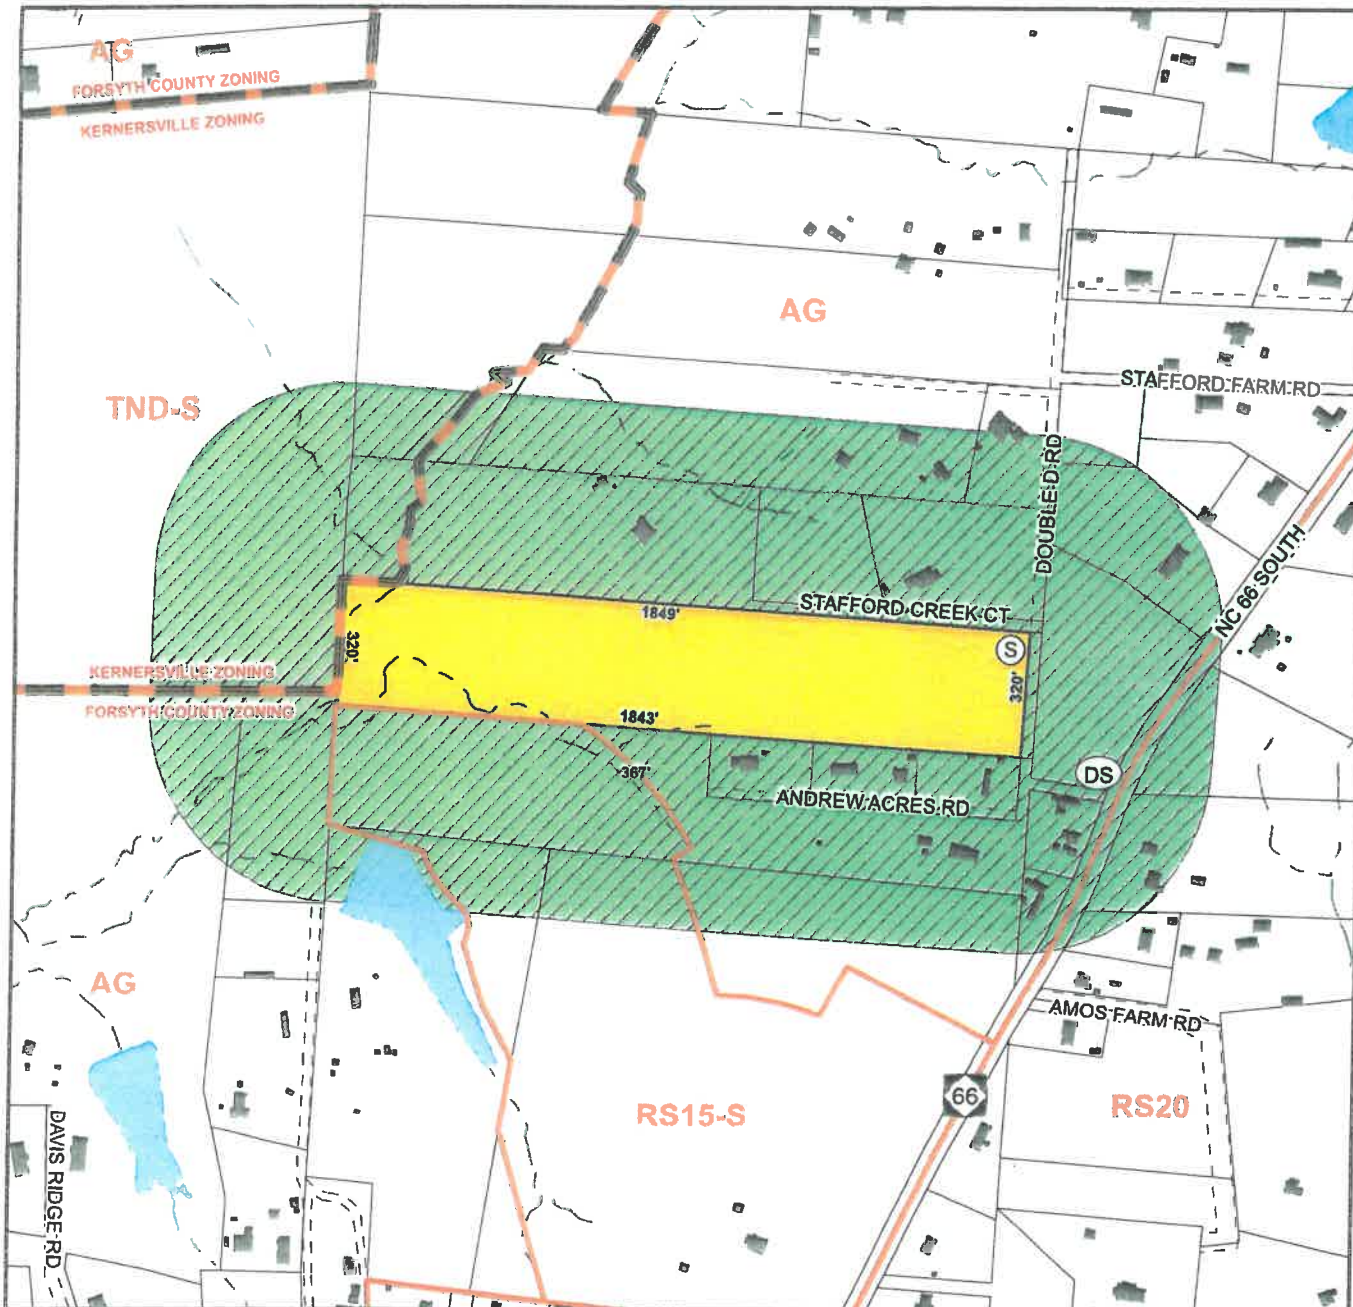 AG
FORSYTH COUNTY ZONING
KERNERSVILLE ZONING
AG
STAFFORD FARM RD
TND-S
DOUBLE D RD
NC 66 SOUTH
STAFFORD CREEK CT
1849'
320'
S
320'
KERNERSVILLE ZONING
FORSYTH COUNTY ZONING
1843'
367'
DS
ANDREW ACRES RD
AG
AMOS FARM RD
66
RS15-S
RS20
DAVIS RIDGE RD